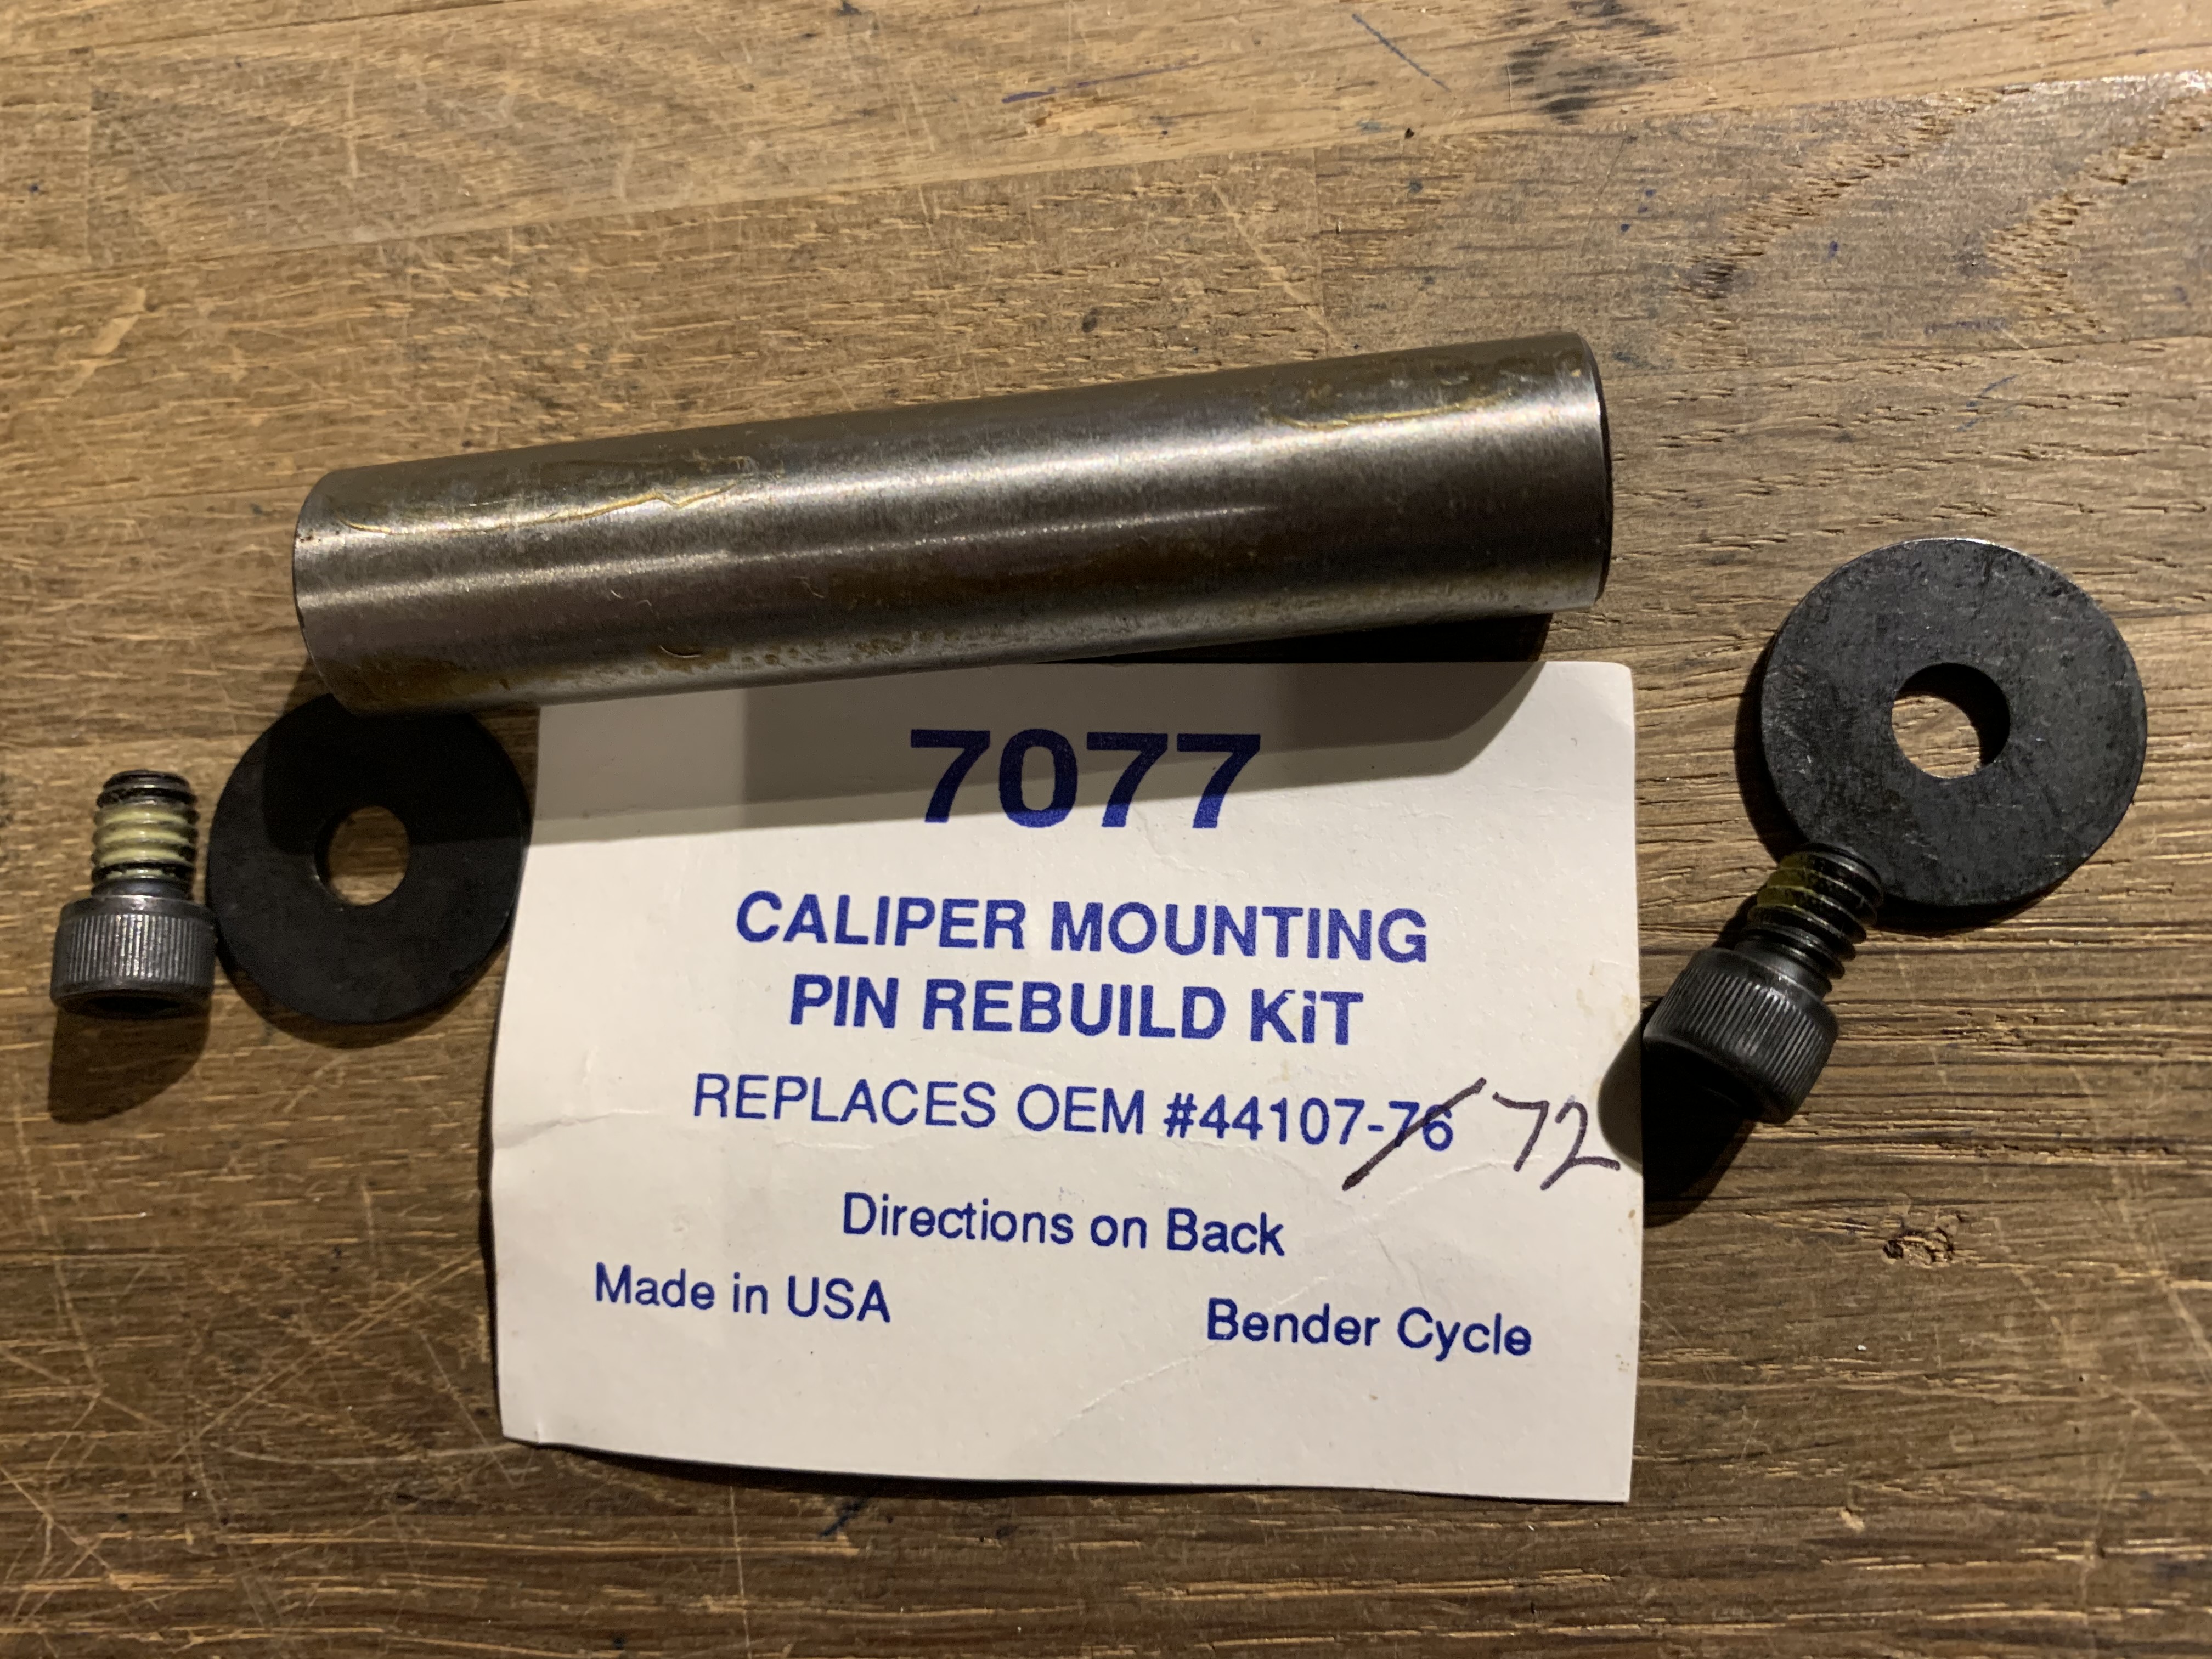 7077
CALIPER MOUNTING
PIN REBUILD KiT
REPLACES OEM #44107-76 72
Directions on Back
Made in USA
Bender Cycle